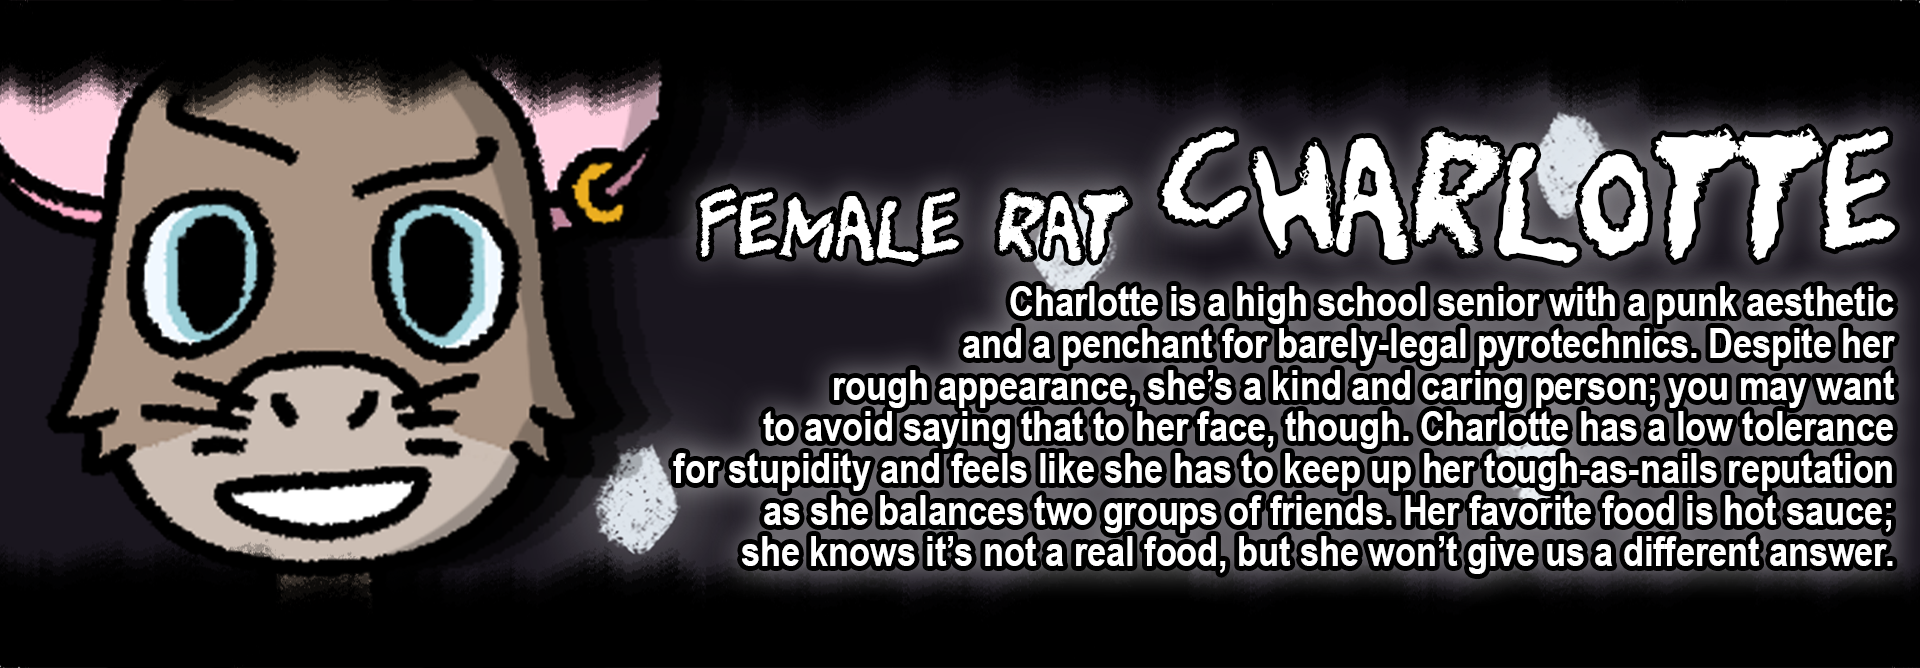 FEMALE RAT CHARLOTTE
Charlotte is a high school senior with a punk aesthetic
and a penchant for barely-legal pyrotechnics. Despite her
rough appearance, she’s a kind and caring person; you may want
to avoid saying that to her face, though. Charlotte has a low tolerance
for stupidity and feels like she has to keep up her tough-as-nails reputation
as she balances two groups of friends. Her favorite food is hot sauce;
she knows it’s not a real food, but she won’t give us a different answer.